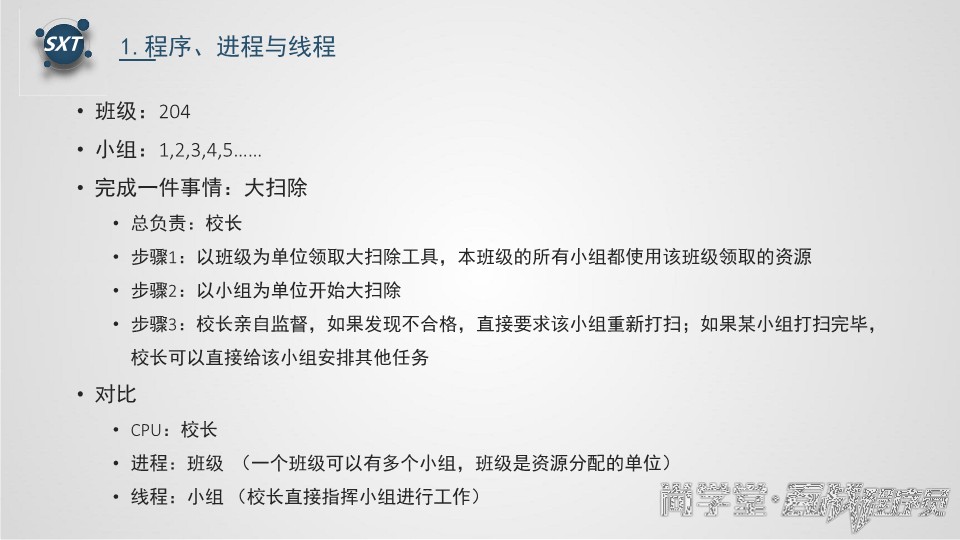 SXT
1. 程序、进程与线程
• 班级：204
• 小组：1,2,3,4,5……
• 完成一件事情：大扫除
• 总负责：校长
• 步骤1：以班级为单位领取大扫除工具，本班级的所有小组都使用该班级领取的资源
• 步骤2：以小组为单位开始大扫除
• 步骤3：校长亲自监督，如果发现不合格，直接要求该小组重新打扫；如果某小组打扫完毕，
校长可以直接给该小组安排其他任务
• 对比
• CPU：校长
• 进程：班级 （一个班级可以有多个小组，班级是资源分配的单位）
• 线程：小组 （校长直接指挥小组进行工作）
尚学堂·百战程序员